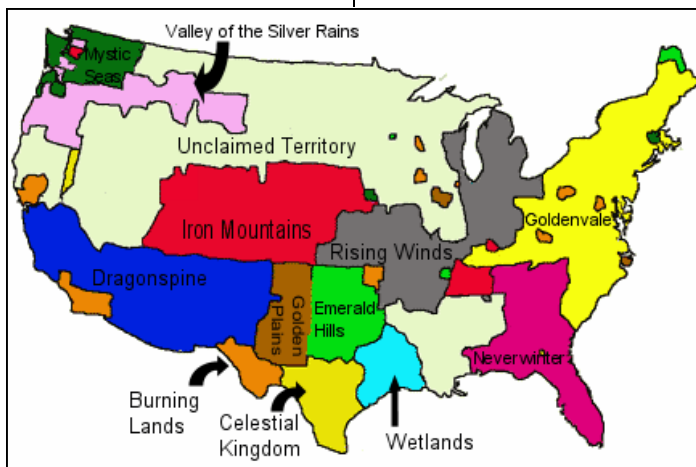 Valley of the Silver Rains
Mystic
Seas
Unclaimed Territory
Iron Mountains
Rising Winds
Goldenvale
Dragonspine
Golden
Plains
Emerald
Hills
Neverwinter
Burning
Lands
Celestial
Kingdom
Wetlands